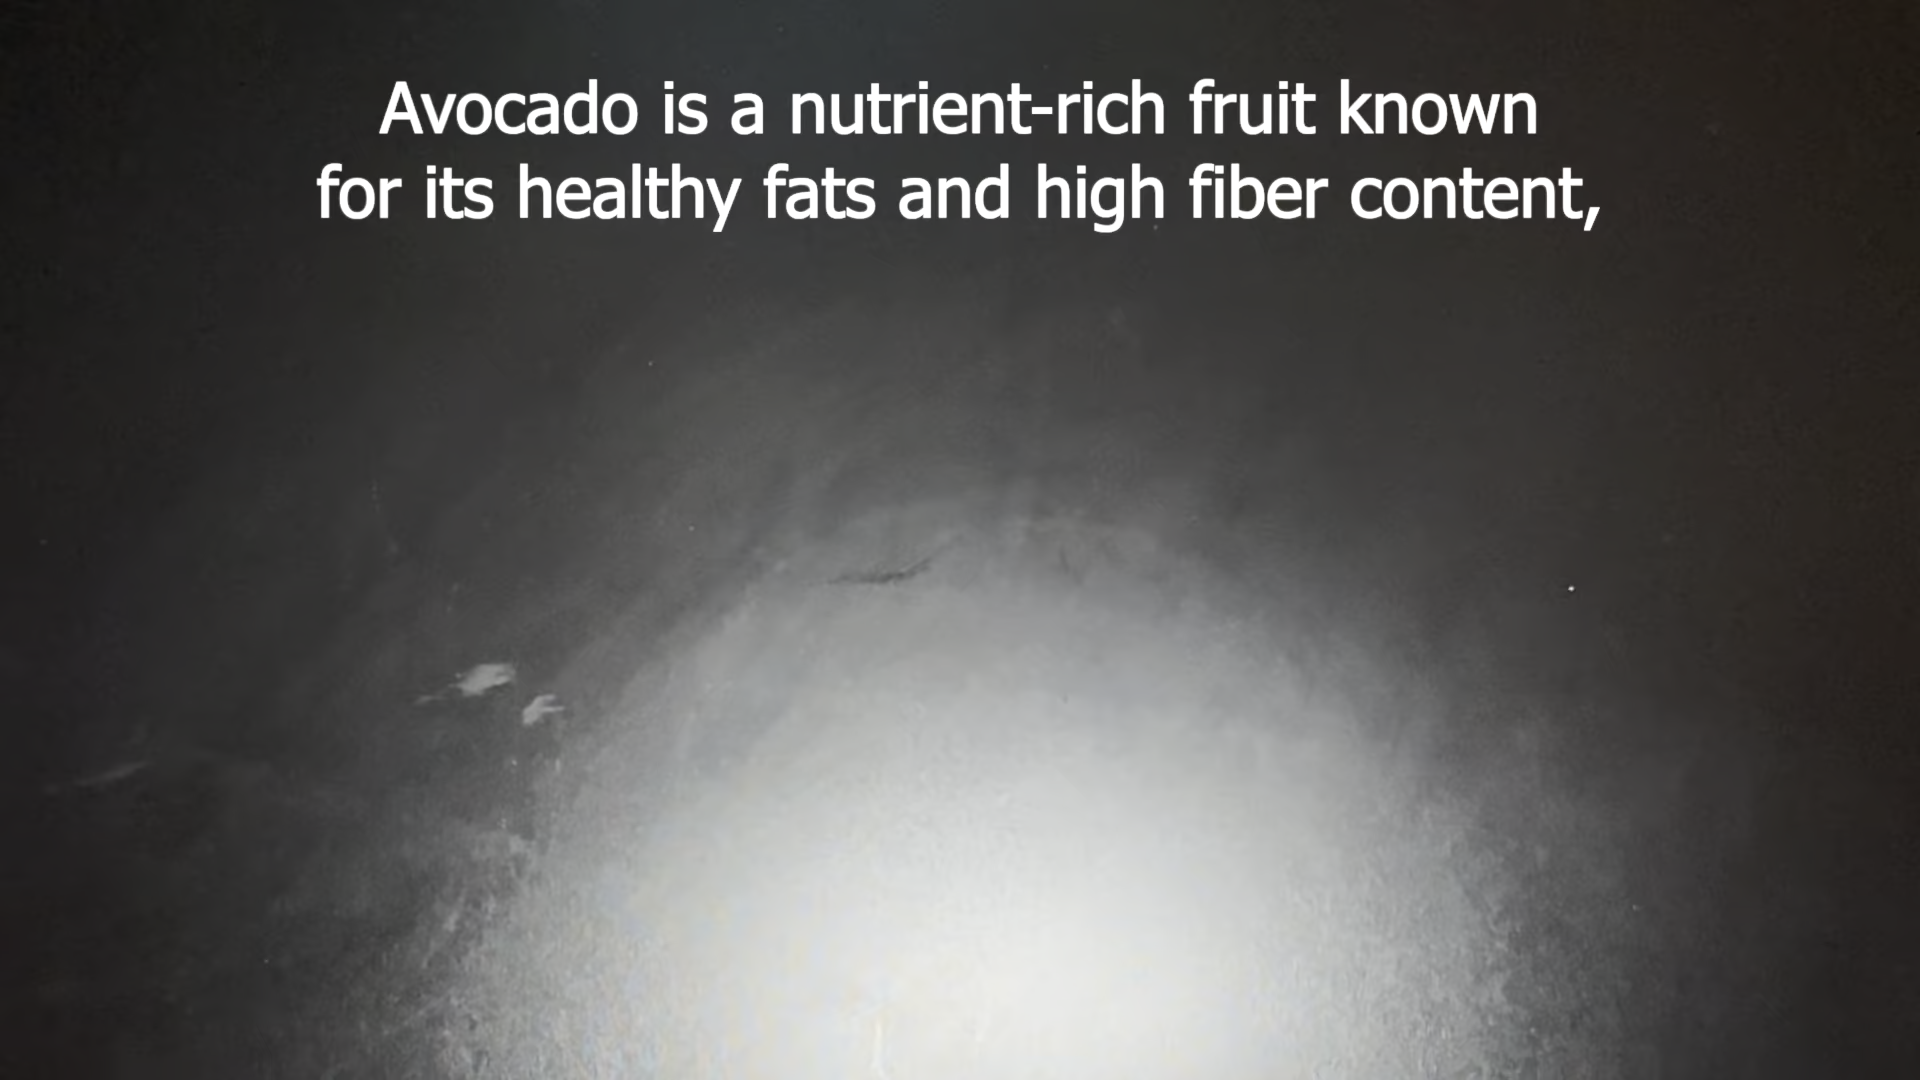 Avocado is a nutrient-rich fruit known
for its healthy fats and high fiber content,